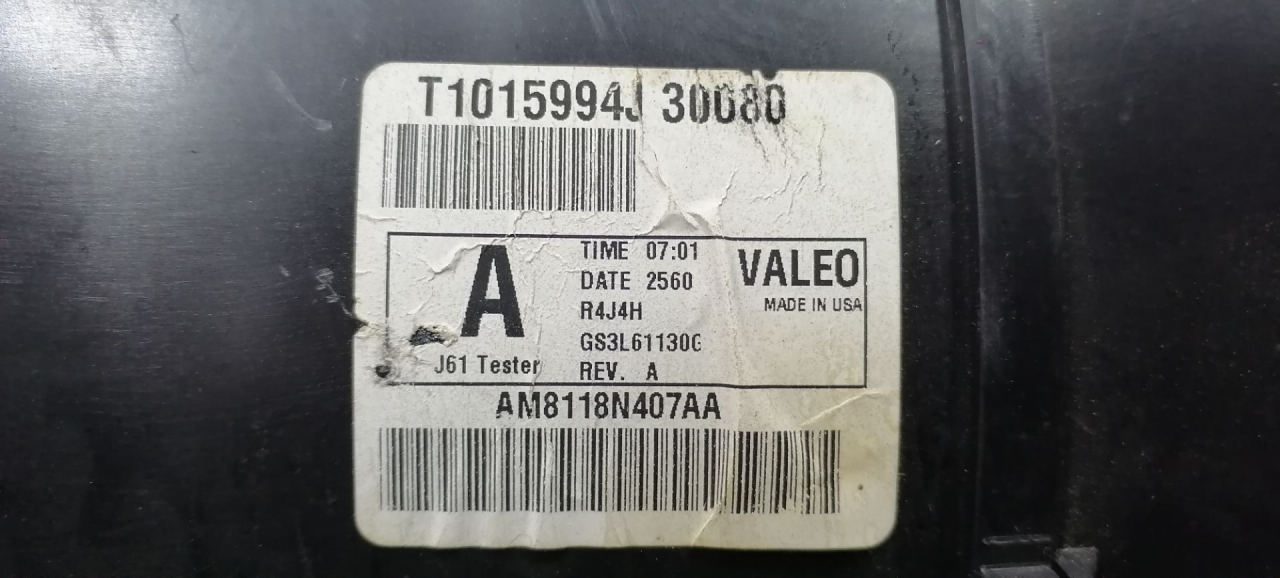 T1015994J 30080
A
J61 Tester
TIME 07:01
DATE 2560
R4J4H
GS3L61130C
REV. A
VALEO
MADE IN USA
AM8118N407AA